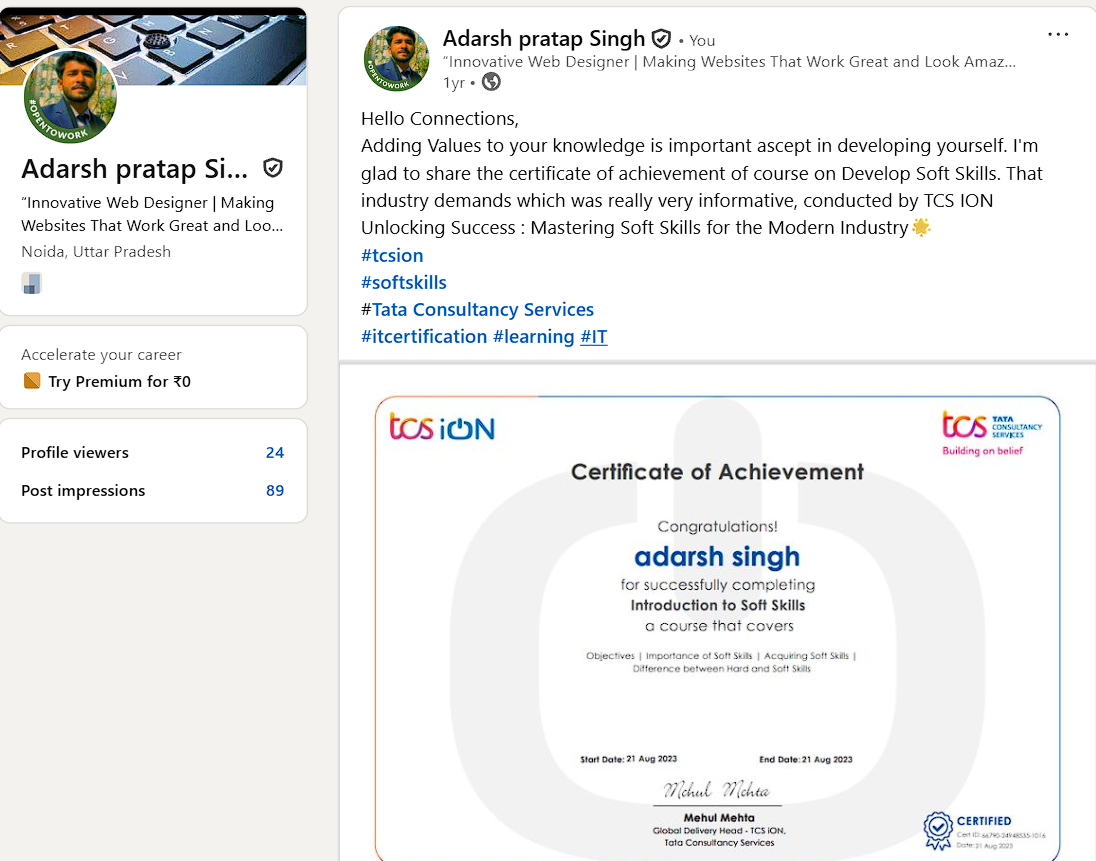 #OPENTOWORK
Adarsh pratap Si...
“Innovative Web Designer | Making
Websites That Work Great and Loo...
Noida, Uttar Pradesh
Accelerate your career
Try Premium for ₹0
Profile viewers 24
Post impressions 89
#OPENTOWORK
Adarsh pratap Singh • You
“Innovative Web Designer | Making Websites That Work Great and Look Amaz...
1yr •
Hello Connections,
Adding Values to your knowledge is important ascept in developing yourself. I'm
glad to share the certificate of achievement of course on Develop Soft Skills. That
industry demands which was really very informative, conducted by TCS ION
Unlocking Success : Mastering Soft Skills for the Modern Industry🌟
#tcsion
#softskills
#Tata Consultancy Services
#itcertification #learning #IT
tcs iON
tcs TATA
CONSULTANCY
SERVICES
Building on belief
Certificate of Achievement
Congratulations!
adarsh singh
for successfully completing
Introduction to Soft Skills
a course that covers
Objectives | Importance of Soft Skills | Acquiring Soft Skills |
Difference between Hard and Soft Skills
Start Date: 21 Aug 2023 End Date: 21 Aug 2023
Mehul Mehta
Mehul Mehta
Global Delivery Head - TCS iON,
Tata Consultancy Services
CERTIFIED
Cert ID: 66790-24948535-1016
Date: 21 Aug 2023